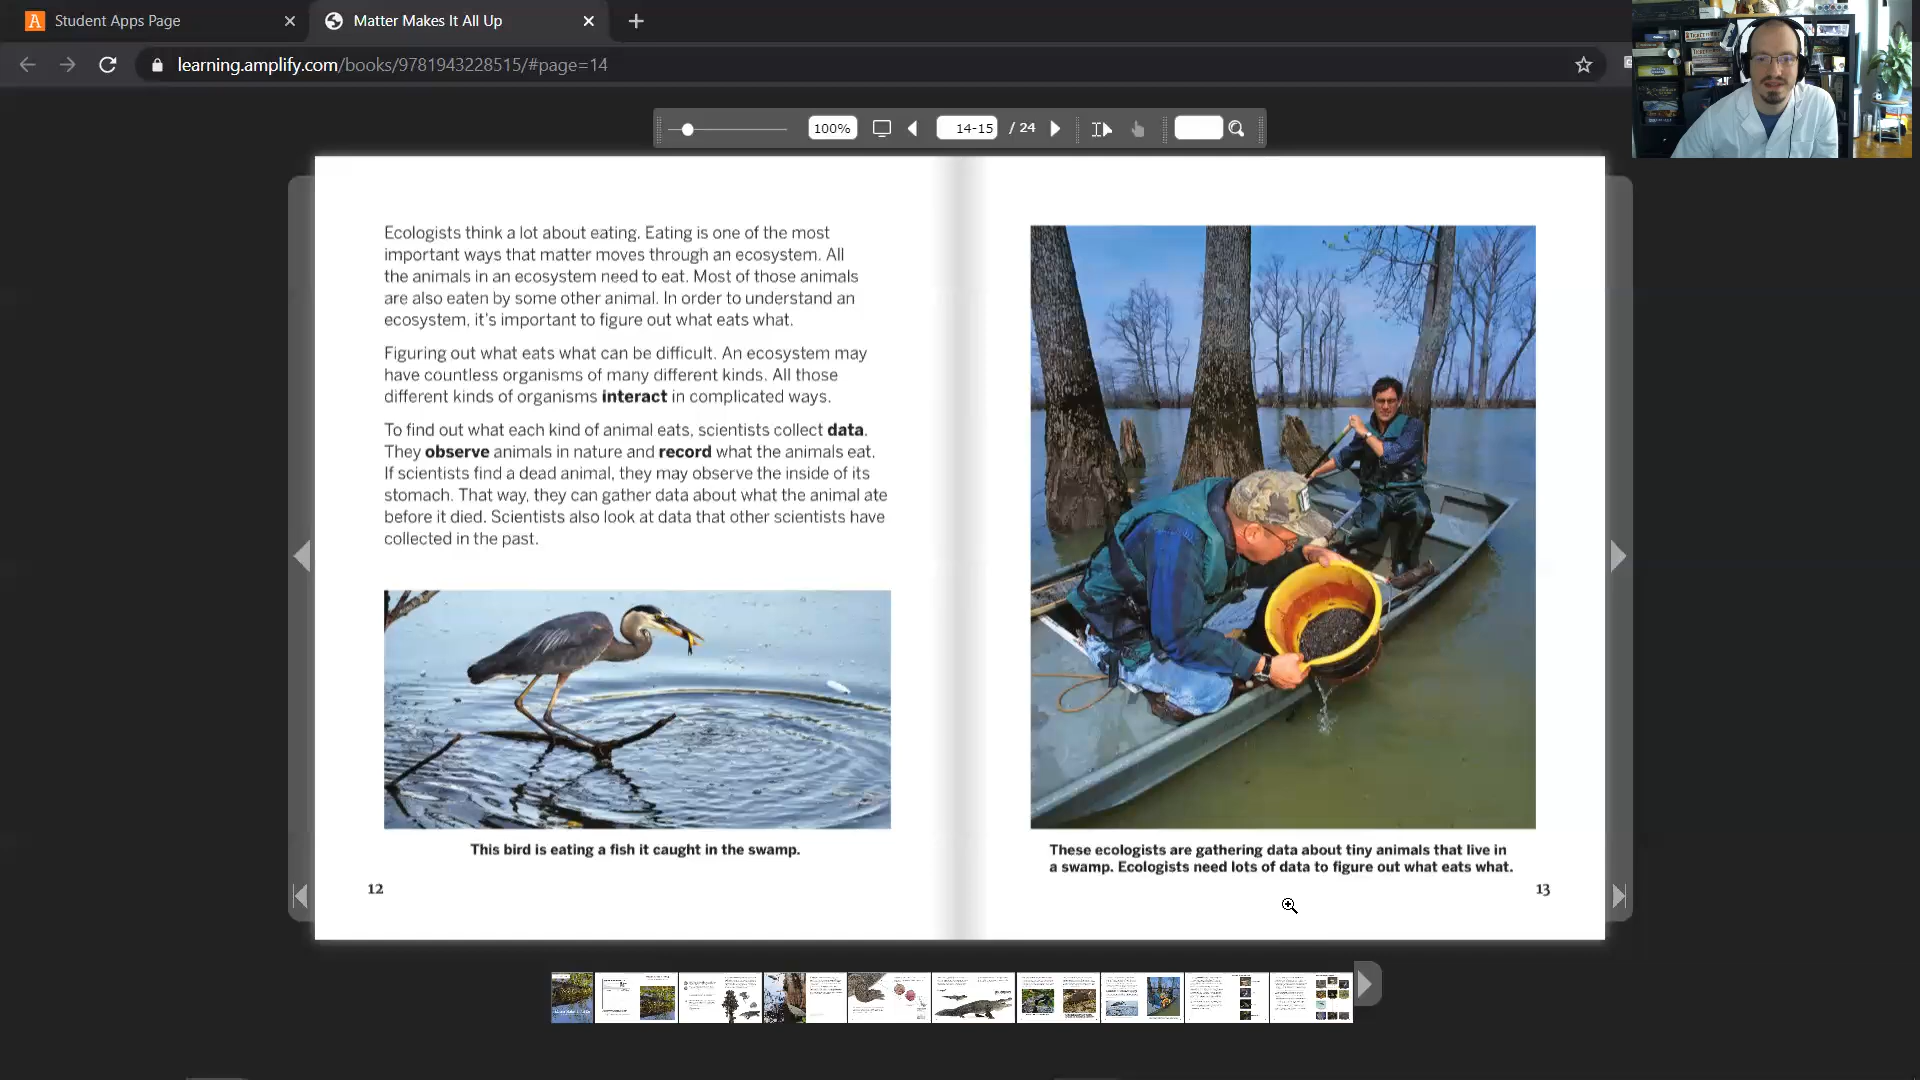 Student Apps Page
Matter Makes It All Up
learning.amplify.com/books/9781943228515/#page=14
100%
14-15
/ 24
Ecologists think a lot about eating. Eating is one of the most
important ways that matter moves through an ecosystem. All
the animals in an ecosystem need to eat. Most of those animals
are also eaten by some other animal. In order to understand an
ecosystem, it's important to figure out what eats what.
Figuring out what eats what can be difficult. An ecosystem may
have countless organisms of many different kinds. All those
different kinds of organisms interact in complicated ways.
To find out what each kind of animal eats, scientists collect data.
They observe animals in nature and record what the animals eat.
If scientists find a dead animal, they may observe the inside of its
stomach. That way, they can gather data about what the animal ate
before it died. Scientists also look at data that other scientists have
collected in the past.
This bird is eating a fish it caught in the swamp.
12
These ecologists are gathering data about tiny animals that live in
a swamp. Ecologists need lots of data to figure out what eats what.
13